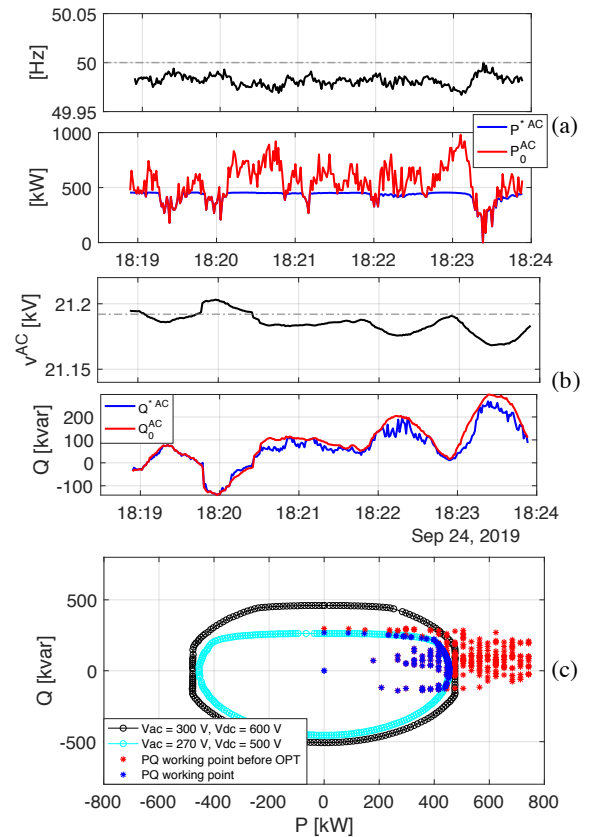 50.05
50
49.95
[Hz]
(a)
P* AC
P0AC
1000
500
0
[kW]
18:19 18:20 18:21 18:22 18:23 18:24
21.2
21.15
vAC [kV]
(b)
Q* AC
Q0AC
200
100
0
-100
Q [kvar]
18:19 18:20 18:21 18:22 18:23 18:24
Sep 24, 2019
500
0
-500
Q [kvar]
(c)
Vac = 300 V, Vdc = 600 V
Vac = 270 V, Vdc = 500 V
PQ working point before OPT
PQ working point
-800 -600 -400 -200 0 200 400 600 800
P [kW]